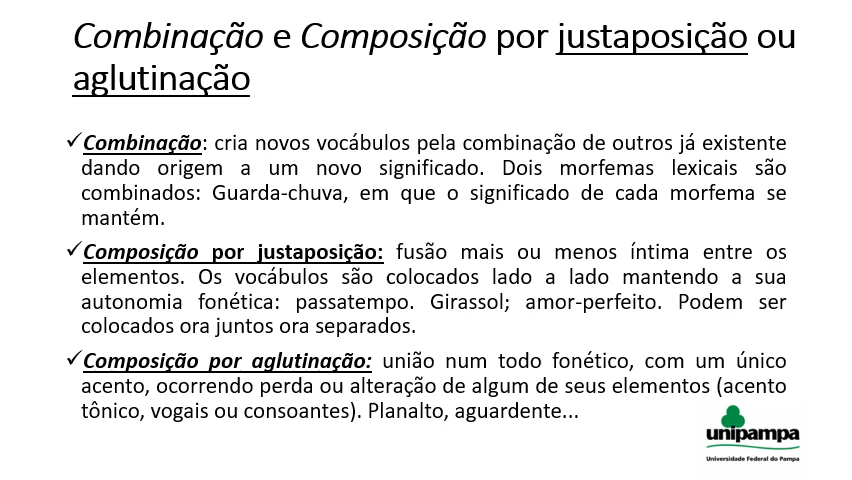 Combinação e Composição por justaposição ou
aglutinação
✓Combinação: cria novos vocábulos pela combinação de outros já existente
dando origem a um novo significado. Dois morfemas lexicais são
combinados: Guarda-chuva, em que o significado de cada morfema se
mantém.
✓Composição por justaposição: fusão mais ou menos íntima entre os
elementos. Os vocábulos são colocados lado a lado mantendo a sua
autonomia fonética: passatempo. Girassol; amor-perfeito. Podem ser
colocados ora juntos ora separados.
✓Composição por aglutinação: união num todo fonético, com um único
acento, ocorrendo perda ou alteração de algum de seus elementos (acento
tônico, vogais ou consoantes). Planalto, aguardente...
unipampa
Universidade Federal do Pampa